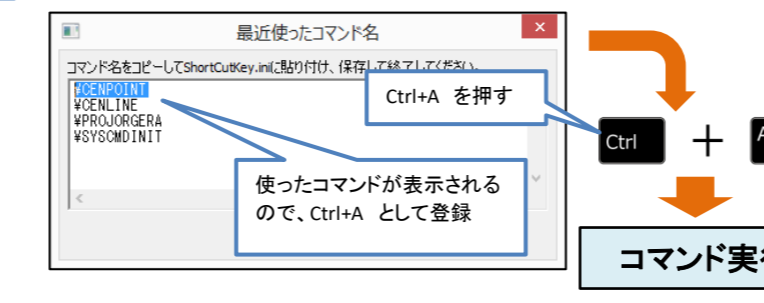 最近使ったコマンド名
×
コマンド名をコピーしてShortCutKey.iniに貼り付け、保存して終了してください。
¥CENPOINT
¥CENLINE
¥PROJORGERA
¥SYSCMDINIT
Ctrl+A を押す
使ったコマンドが表示される
ので、Ctrl+A として登録
Ctrl
+
A
コマンド実